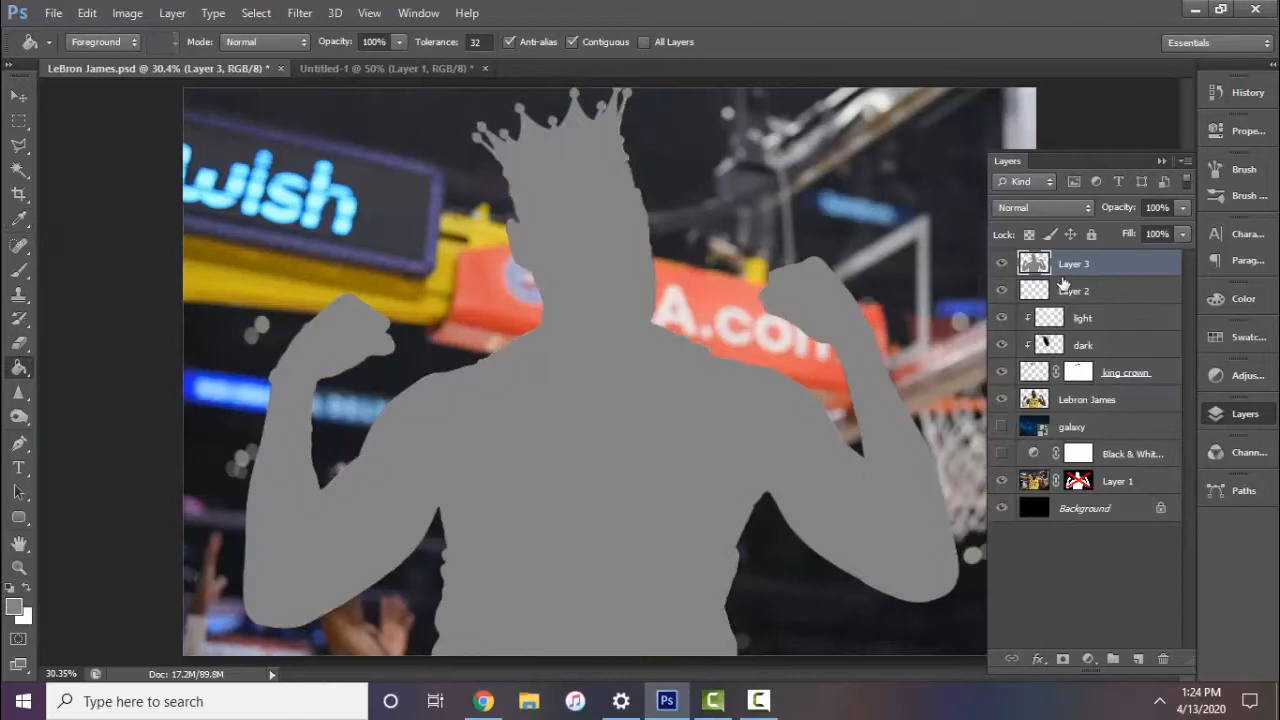 Ps File Edit Image Layer Type Select Filter 3D View Window Help
Foreground Mode: Normal Opacity: 100% Tolerance: 32 Anti-alias Contiguous All Layers Essentials
LeBron James.psd @ 30.4% (Layer 3, RGB/8) * × Untitled-1 @ 50% (Layer 1, RGB/8) * ×
wish
A.com
Layers
Kind
Normal Opacity: 100%
Lock: Fill: 100%
Layer 3
Layer 2
light
dark
king crown
Lebron James
galaxy
Black & Whit...
Layer 1
Background
History
Prope...
Brush
Brush ...
Chara...
Parag...
Color
Swatc...
Adjus...
Layers
Chann...
Paths
30.35% Doc: 17.2M/89.8M
Type here to search
Ps
1:24 PM
4/13/2020